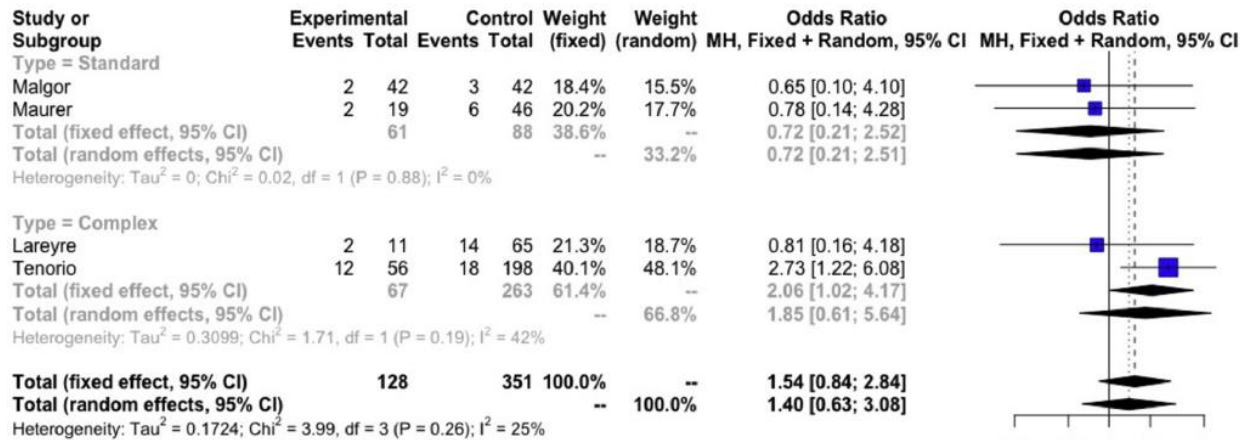 Study or Experimental Control Weight Weight Odds Ratio Odds Ratio
Subgroup Events Total Events Total (fixed) (random) MH, Fixed + Random, 95% CI MH, Fixed + Random, 95% CI
Type = Standard
Malgor 2 42 3 42 18.4% 15.5% 0.65 [0.10; 4.10]
Maurer 2 19 6 46 20.2% 17.7% 0.78 [0.14; 4.28]
Total (fixed effect, 95% CI) 61 88 38.6% -- 0.72 [0.21; 2.52]
Total (random effects, 95% CI) -- 33.2% 0.72 [0.21; 2.51]
Heterogeneity: Tau² = 0; Chi² = 0.02, df = 1 (P = 0.88); I² = 0%
Type = Complex
Lareyre 2 11 14 65 21.3% 18.7% 0.81 [0.16; 4.18]
Tenorio 12 56 18 198 40.1% 48.1% 2.73 [1.22; 6.08]
Total (fixed effect, 95% CI) 67 263 61.4% -- 2.06 [1.02; 4.17]
Total (random effects, 95% CI) -- 66.8% 1.85 [0.61; 5.64]
Heterogeneity: Tau² = 0.3099; Chi² = 1.71, df = 1 (P = 0.19); I² = 42%
Total (fixed effect, 95% CI) 128 351 100.0% -- 1.54 [0.84; 2.84]
Total (random effects, 95% CI) -- 100.0% 1.40 [0.63; 3.08]
Heterogeneity: Tau² = 0.1724; Chi² = 3.99, df = 3 (P = 0.26); I² = 25%